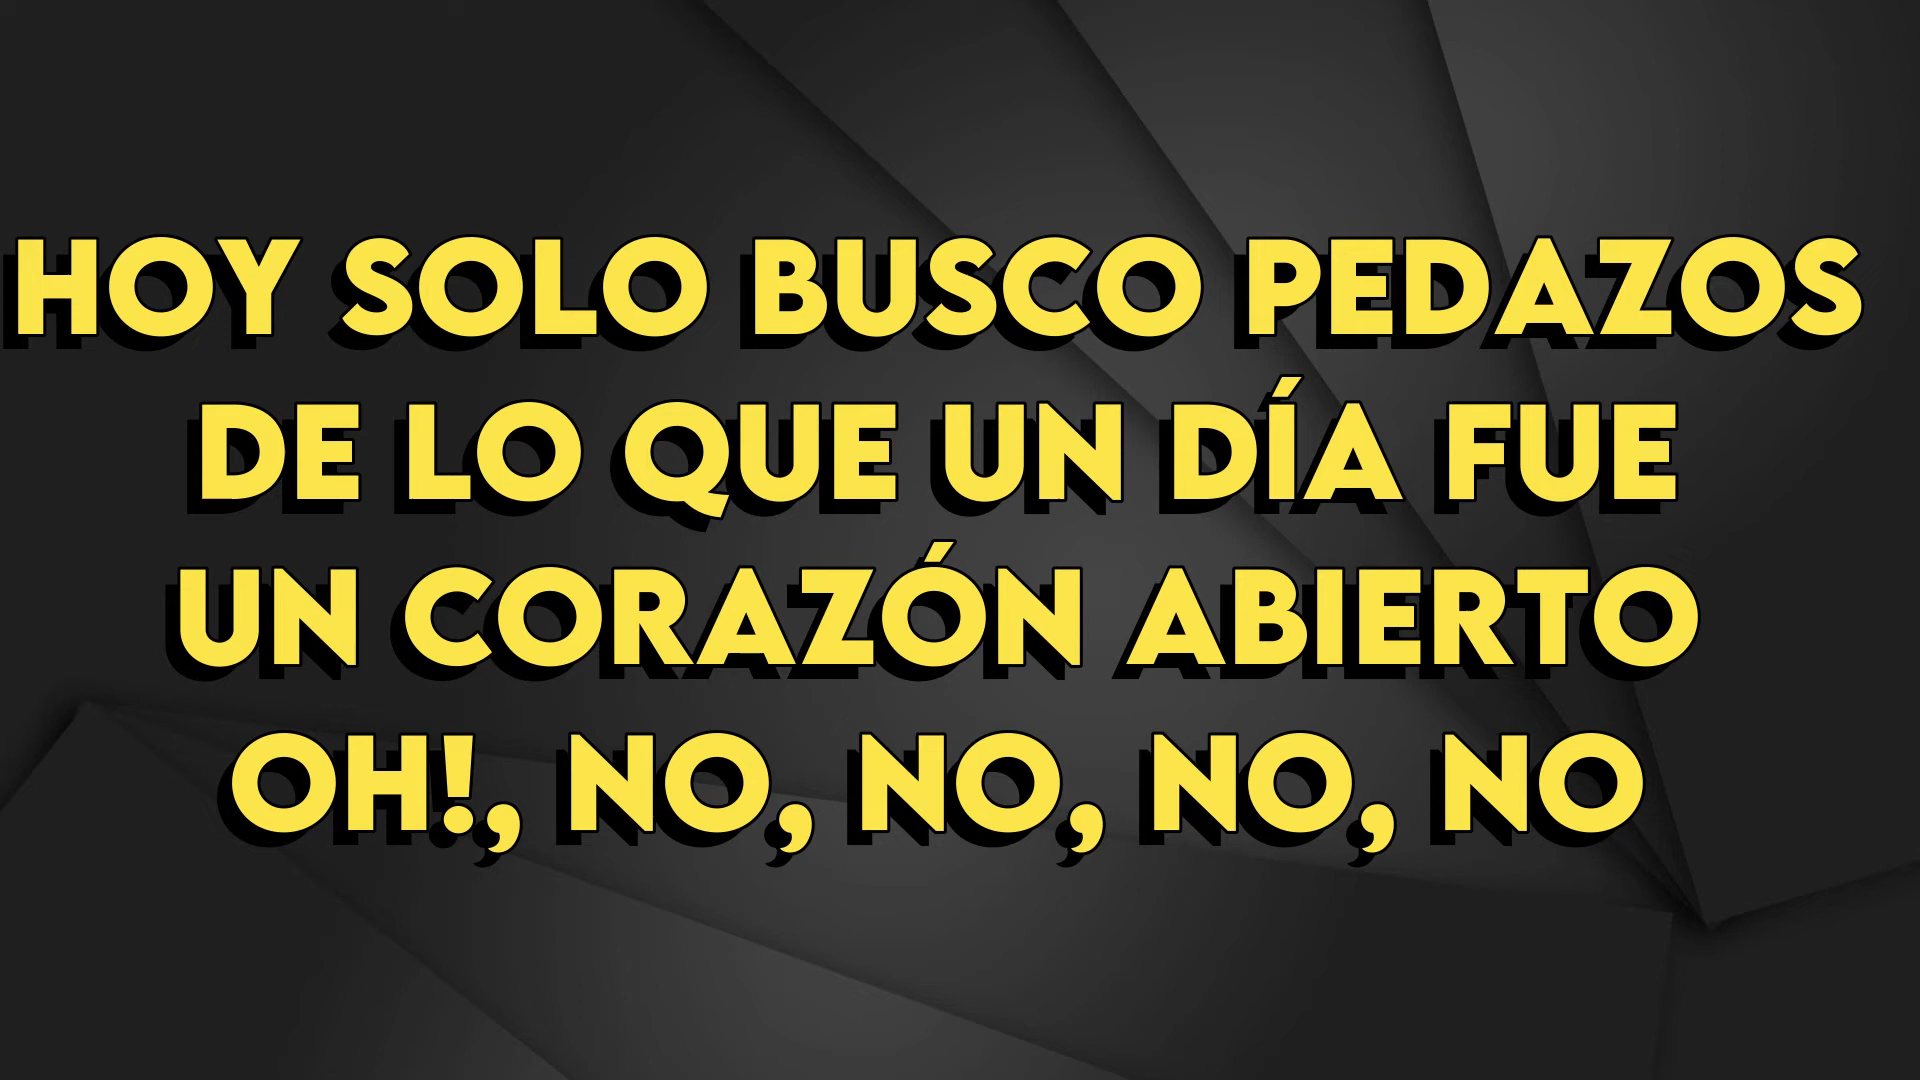 HOY SOLO BUSCO PEDAZOS
DE LO QUE UN DÍA FUE
UN CORAZÓN ABIERTO
OH!, NO, NO, NO, NO